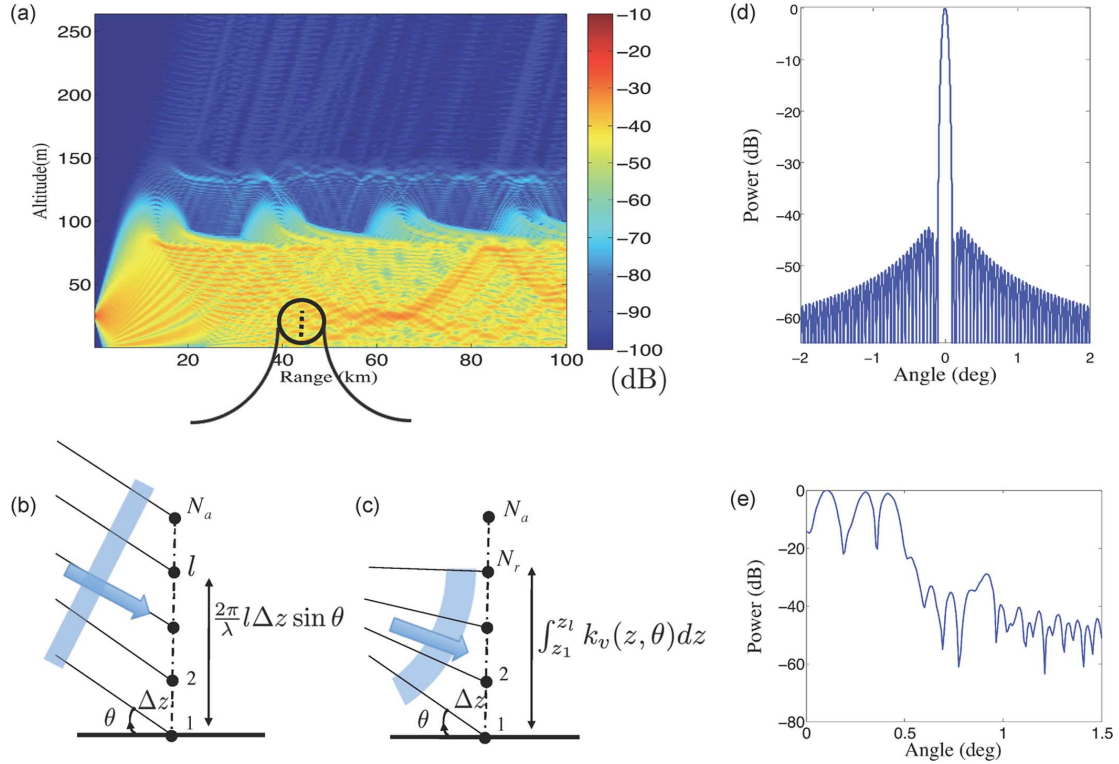 (a)
250
200
150
100
50
Altitude(m)
20
40
60
80
100
Range (km)
-10
-20
-30
-40
-50
-60
-70
-80
-90
-100
(dB)
(b)
N_a
l
2
1
Δz
θ
2π/λ lΔz sin θ
(c)
N_a
N_r
2
1
Δz
θ
∫_{z_1}^{z_l} k_v(z, θ)dz
(d)
0
-10
-20
-30
-40
-50
-60
Power (dB)
-2
-1
0
1
2
Angle (deg)
(e)
0
-20
-40
-60
-80
Power (dB)
0
0.5
1
1.5
Angle (deg)